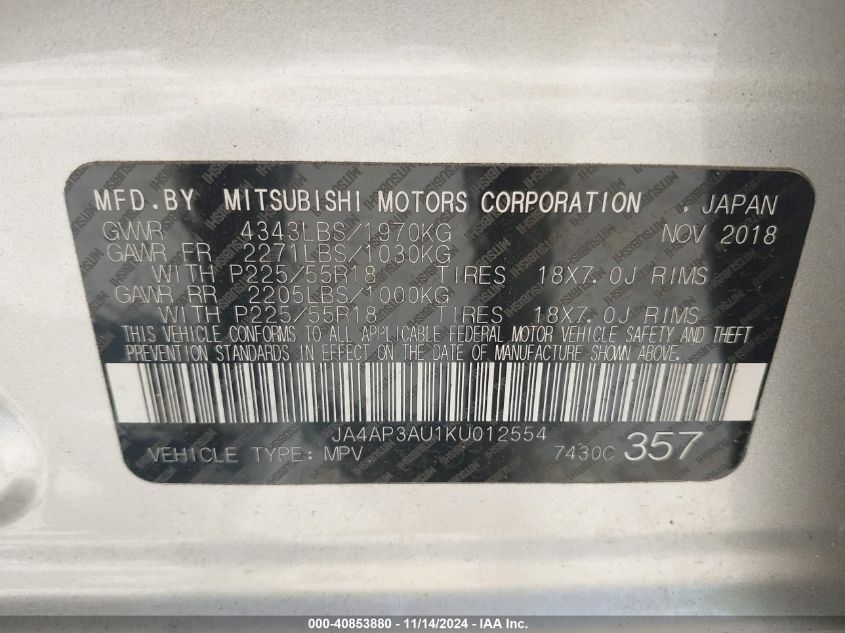 MFD.BY MITSUBISHI MOTORS CORPORATION , JAPAN
GVWR 4343LBS/1970KG NOV 2018
GAWR FR 2271LBS/1030KG
WITH P225/55R18 TIRES 18X7.0J RIMS
GAWR RR 2205LBS/1000KG
WITH P225/55R18 TIRES 18X7.0J RIMS
THIS VEHICLE CONFORMS TO ALL APPLICABLE FEDERAL MOTOR VEHICLE SAFETY AND THEFT
PREVENTION STANDARDS IN EFFECT ON THE DATE OF MANUFACTURE SHOWN ABOVE.
JA4AP3AU1KU012554
VEHICLE TYPE: MPV 7430C 357
000-40853880 - 11/14/2024 - IAA Inc.